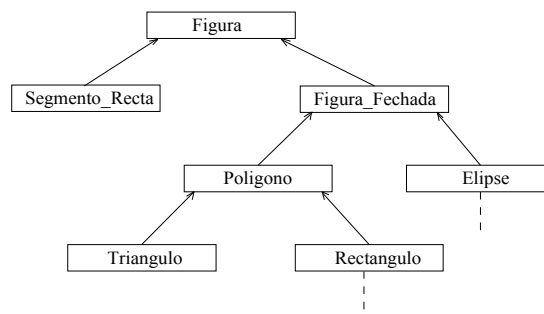 Figura
Segmento_Recta
Figura_Fechada
Poligono
Elipse
Triangulo
Rectangulo